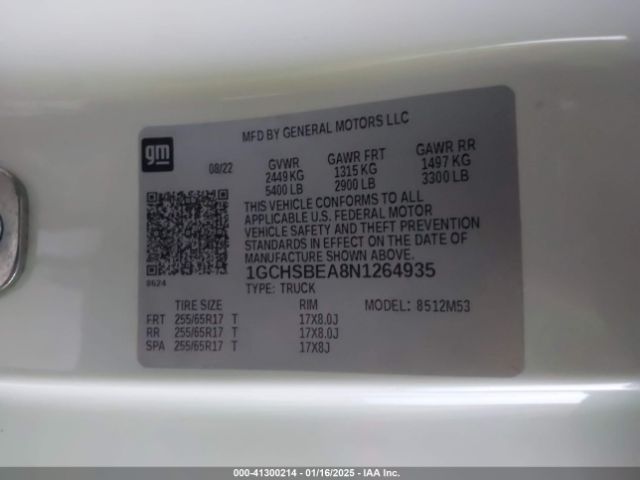 MFD BY GENERAL MOTORS LLC
gm
08/22
GVWR GAWR FRT GAWR RR
2449 KG 1315 KG 1497 KG
5400 LB 2900 LB 3300 LB
THIS VEHICLE CONFORMS TO ALL
APPLICABLE U.S. FEDERAL MOTOR
VEHICLE SAFETY AND THEFT PREVENTION
STANDARDS IN EFFECT ON THE DATE OF
MANUFACTURE SHOWN ABOVE.
1GCHSBEA8N1264935
8624
TYPE: TRUCK
TIRE SIZE RIM MODEL: 8512M53
FRT 255/65R17 T 17X8.0J
RR 255/65R17 T 17X8.0J
SPA 255/65R17 T 17X8J
000-41300214 - 01/16/2025 - IAA Inc.